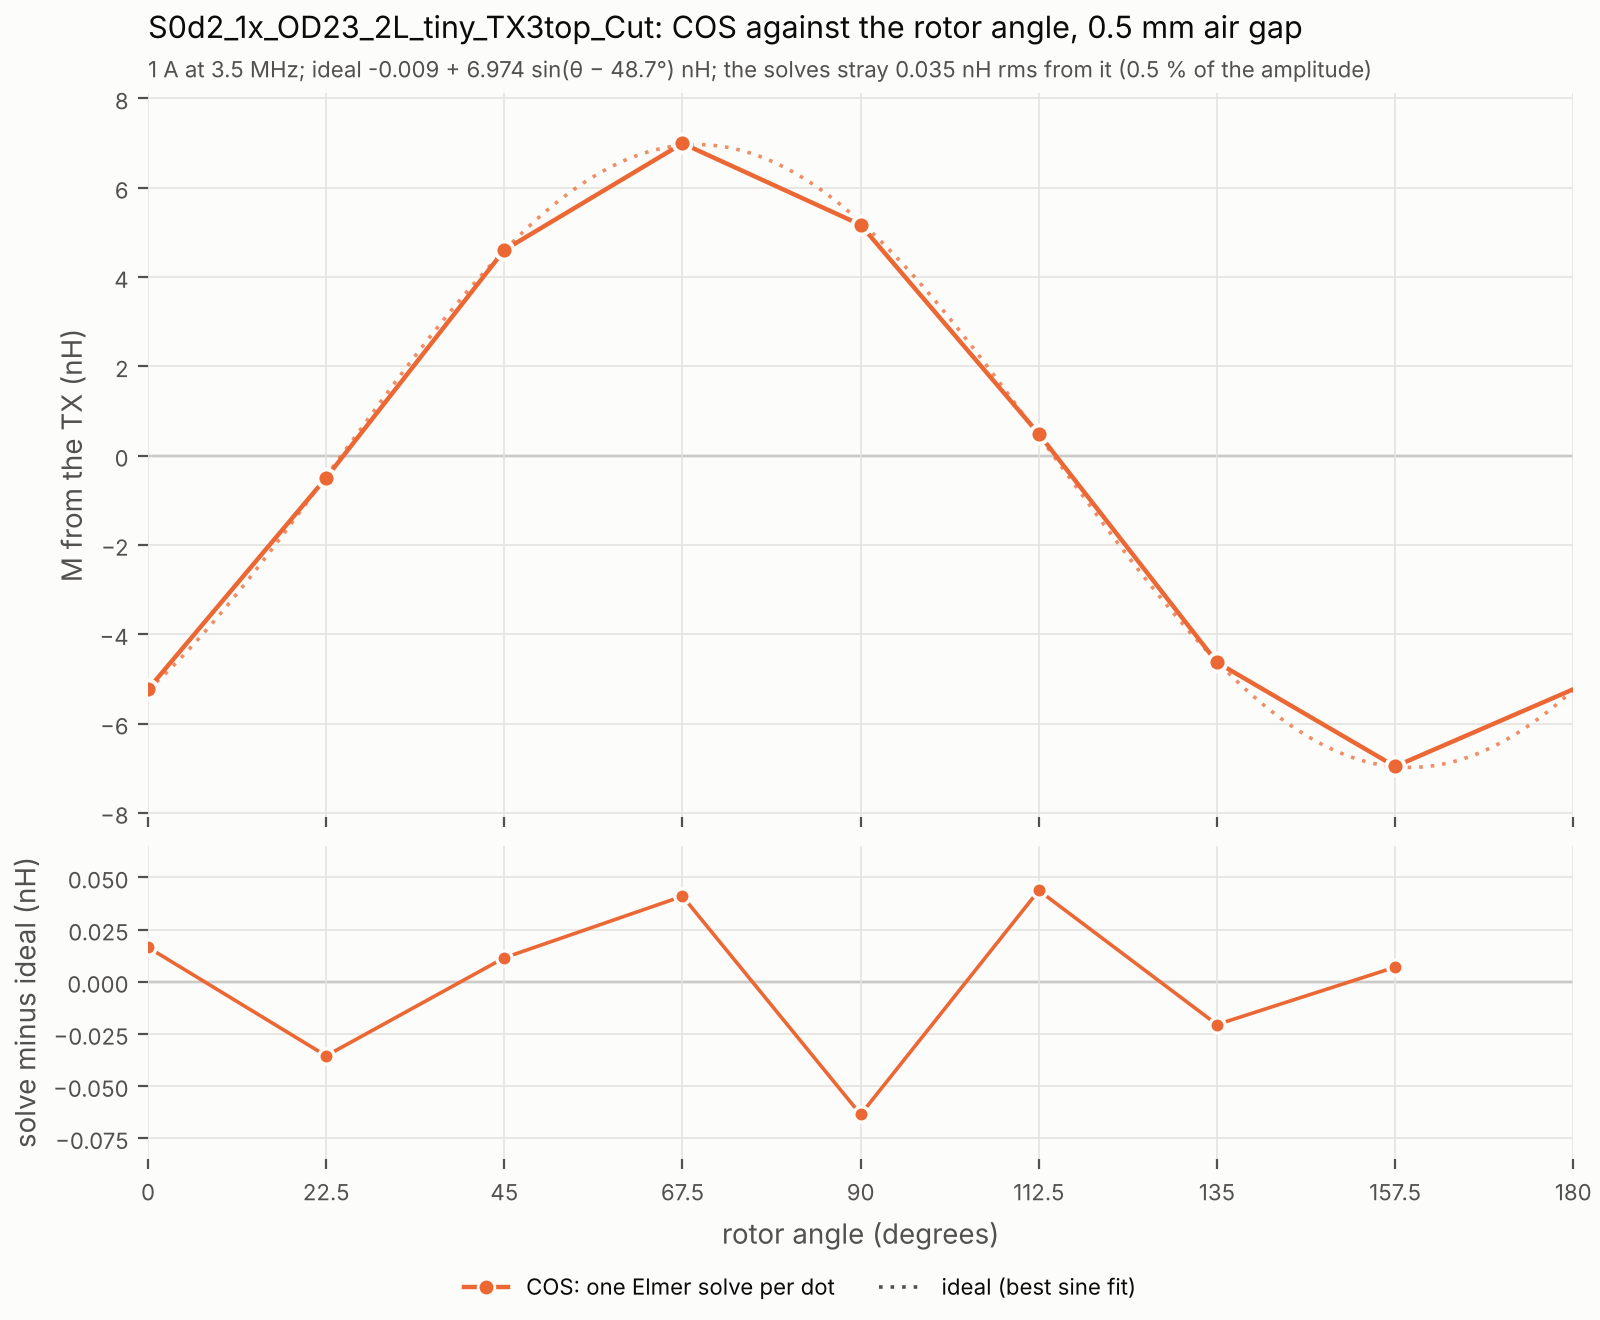 S0d2_1x_OD23_2L_tiny_TX3top_Cut: COS against the rotor angle, 0.5 mm air gap
1 A at 3.5 MHz; ideal -0.009 + 6.974 sin(θ − 48.7°) nH; the solves stray 0.035 nH rms from it (0.5 % of the amplitude)
M from the TX (nH)
8
6
4
2
0
−2
−4
−6
−8
solve minus ideal (nH)
0.050
0.025
0.000
−0.025
−0.050
−0.075
0 22.5 45 67.5 90 112.5 135 157.5 180
rotor angle (degrees)
COS: one Elmer solve per dot ideal (best sine fit)